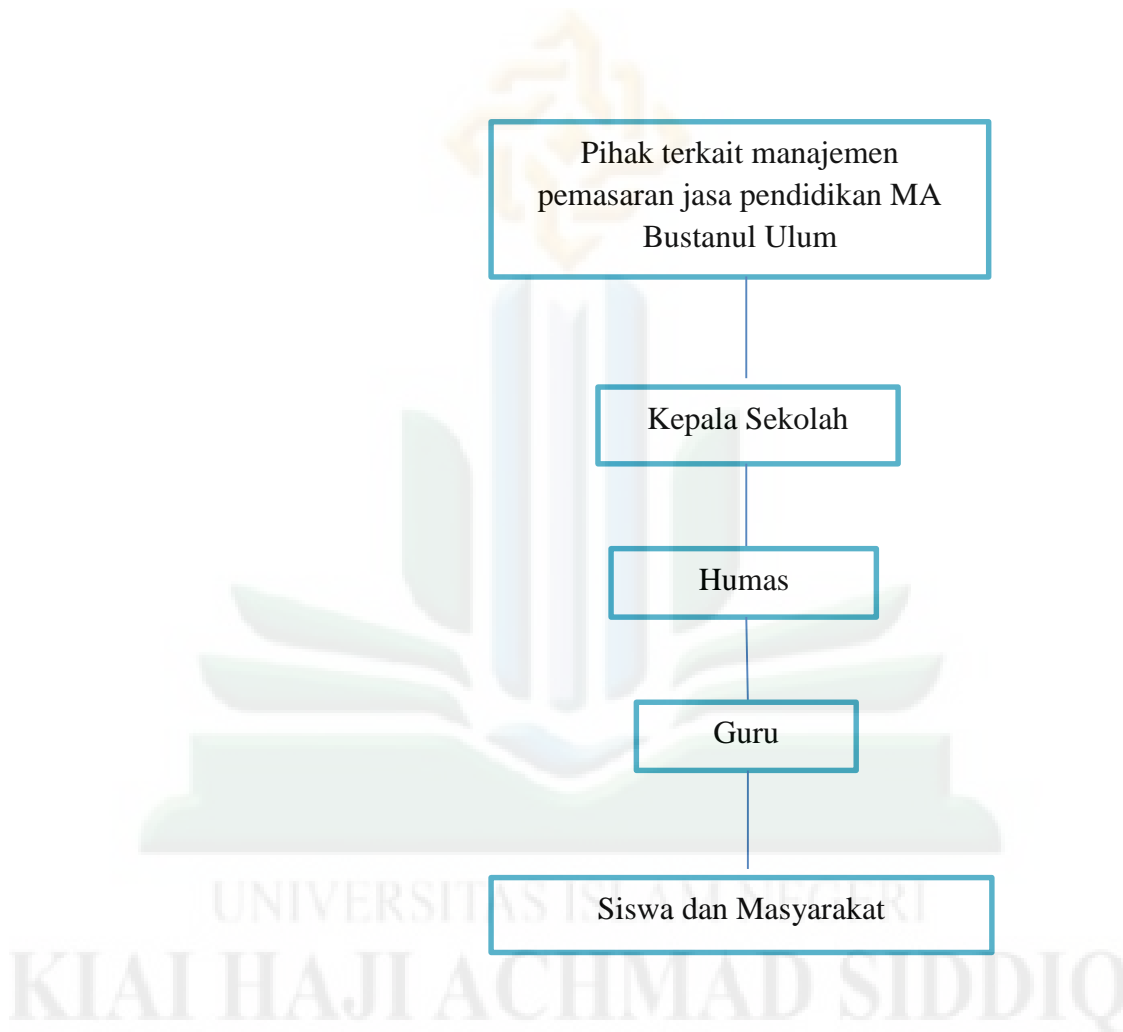 Pihak terkait manajemen
pemasaran jasa pendidikan MA
Bustanul Ulum
Kepala Sekolah
Humas
Guru
Siswa dan Masyarakat
UNIVERSITAS ISLAM NEGERI
KIAI HAJI ACHMAD SIDDIQ